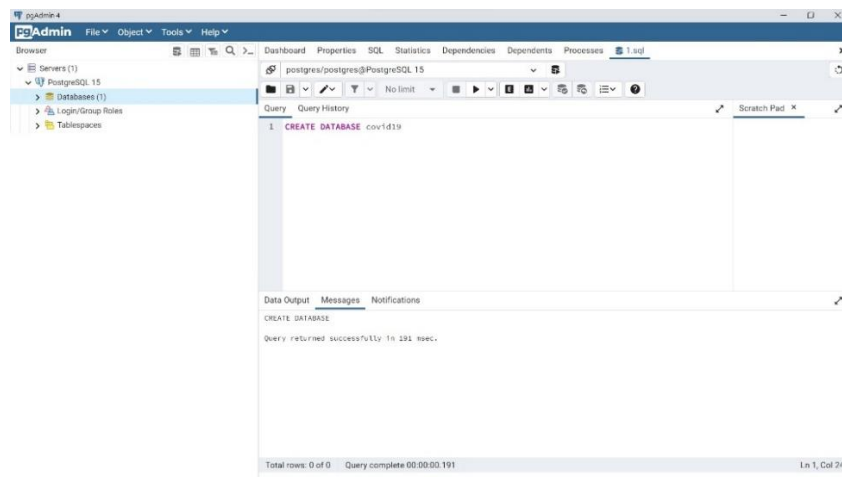 pgAdmin 4
pgAdmin File Object Tools Help
Browser
Dashboard Properties SQL Statistics Dependencies Dependents Processes 1.sql
Servers (1)
PostgreSQL 15
Databases (1)
Login/Group Roles
Tablespaces
postgres/postgres@PostgreSQL 15
No limit
Query Query History
Scratch Pad
1 CREATE DATABASE covid19
Data Output Messages Notifications
CREATE DATABASE
Query returned successfully in 191 msec.
Total rows: 0 of 0 Query complete 00:00:00.191
Ln 1, Col 24